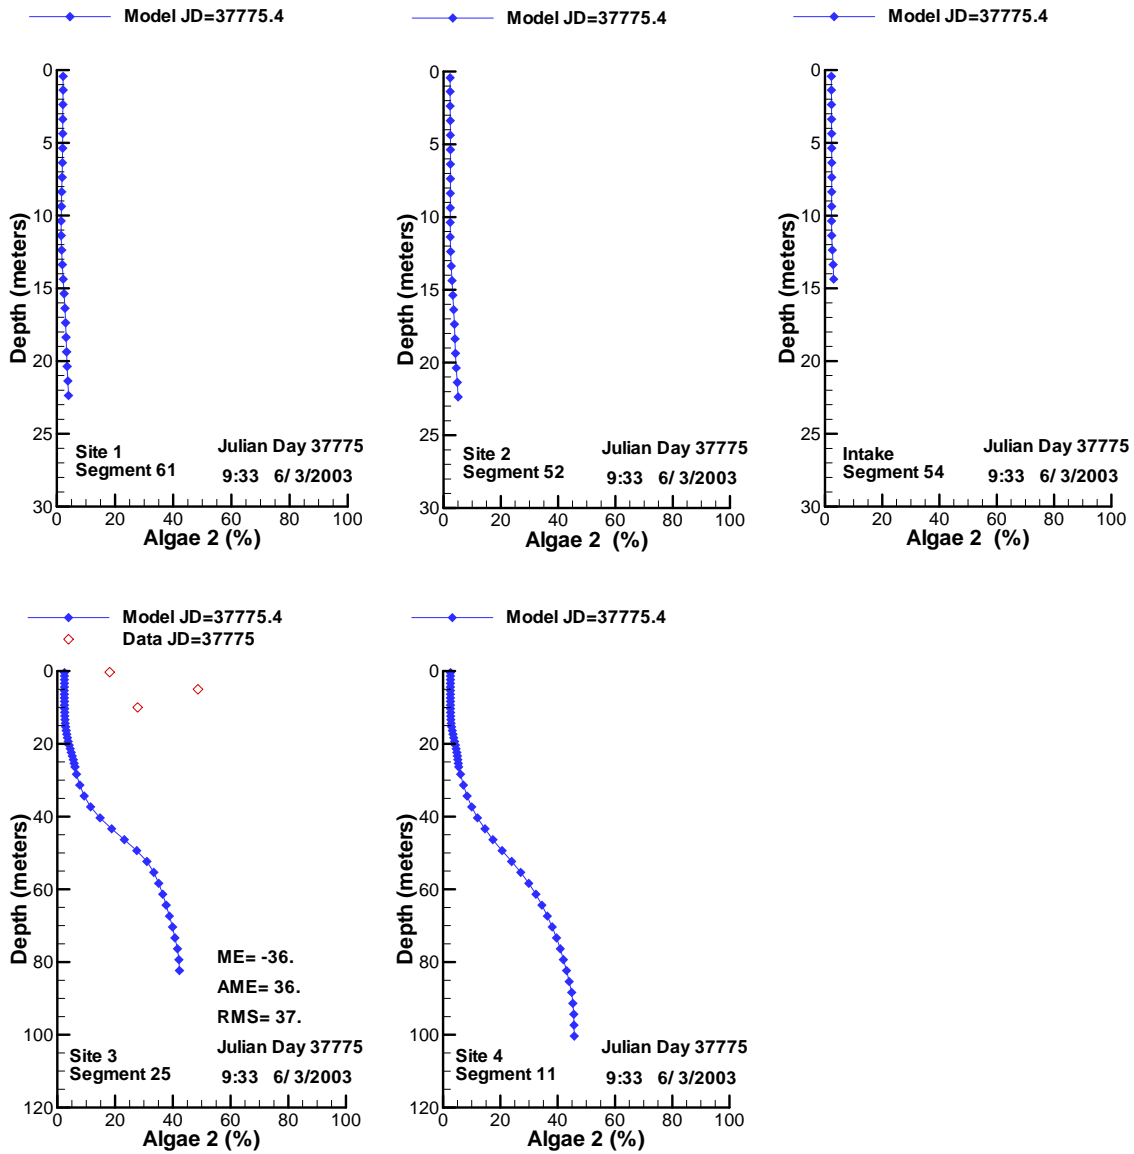 Model JD=37775.4
0
5
10
15
20
25
30
Depth (meters)
Site 1
Segment 61
Julian Day 37775
9:33 6/ 3/2003
0 20 40 60 80 100
Algae 2 (%)
Model JD=37775.4
0
5
10
15
20
25
30
Depth (meters)
Site 2
Segment 52
Julian Day 37775
9:33 6/ 3/2003
0 20 40 60 80 100
Algae 2 (%)
Model JD=37775.4
0
5
10
15
20
25
30
Depth (meters)
Intake
Segment 54
Julian Day 37775
9:33 6/ 3/2003
0 20 40 60 80 100
Algae 2 (%)
Model JD=37775.4
Data JD=37775
0
20
40
60
80
100
120
Depth (meters)
ME= -36.
AME= 36.
RMS= 37.
Site 3
Segment 25
Julian Day 37775
9:33 6/ 3/2003
0 20 40 60 80 100
Algae 2 (%)
Model JD=37775.4
0
20
40
60
80
100
120
Depth (meters)
Site 4
Segment 11
Julian Day 37775
9:33 6/ 3/2003
0 20 40 60 80 100
Algae 2 (%)